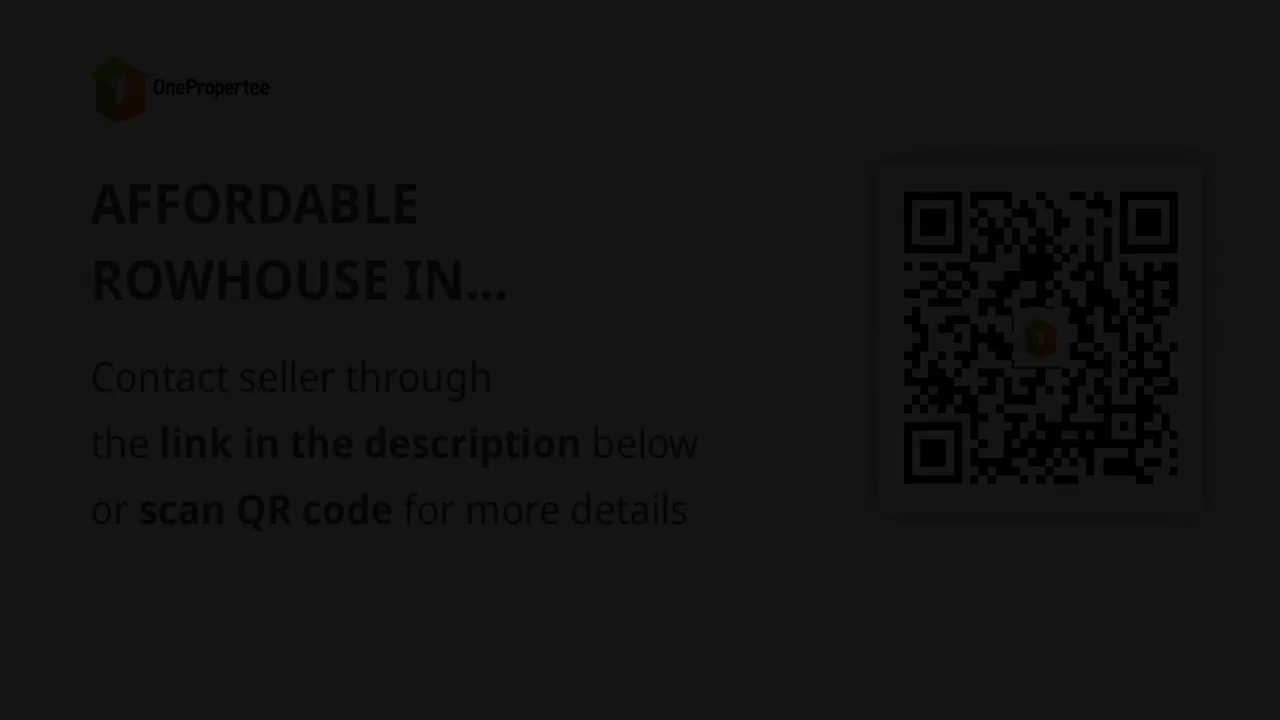 OnePropertee
AFFORDABLE
ROWHOUSE IN...
Contact seller through
the link in the description below
or scan QR code for more details